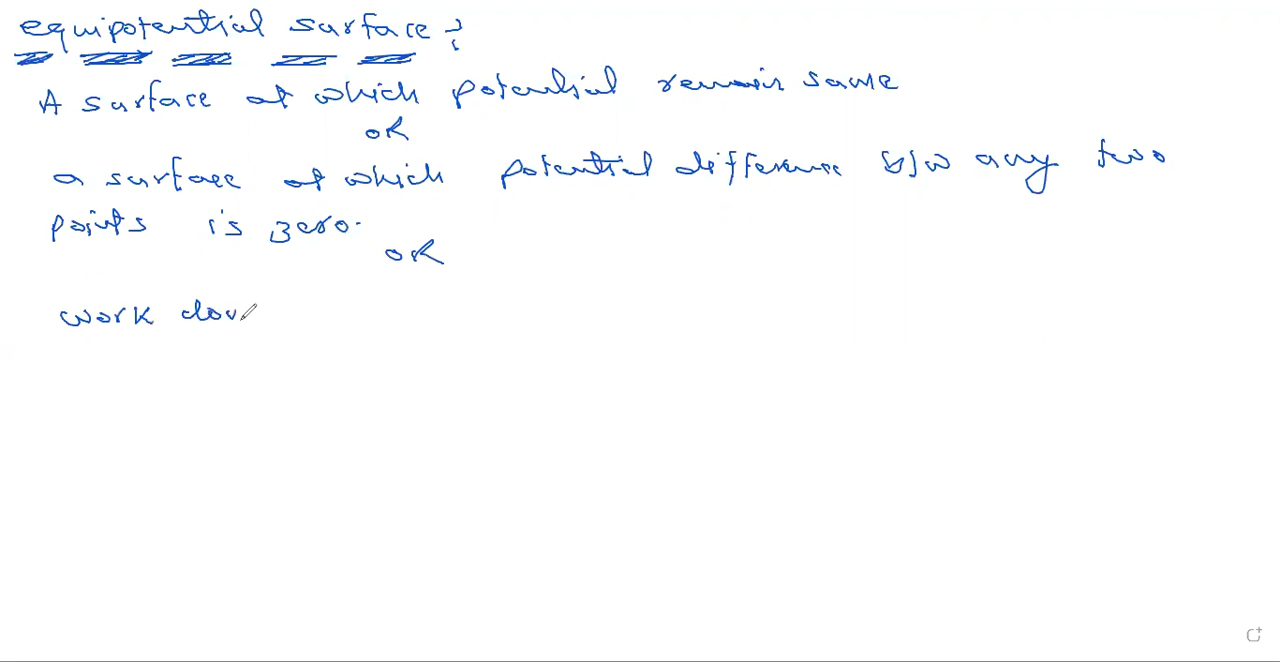 equipotential surface?
A surface at which potential remain same
OR
a surface at which potential difference b/w any two
points is zero.
OR
work don